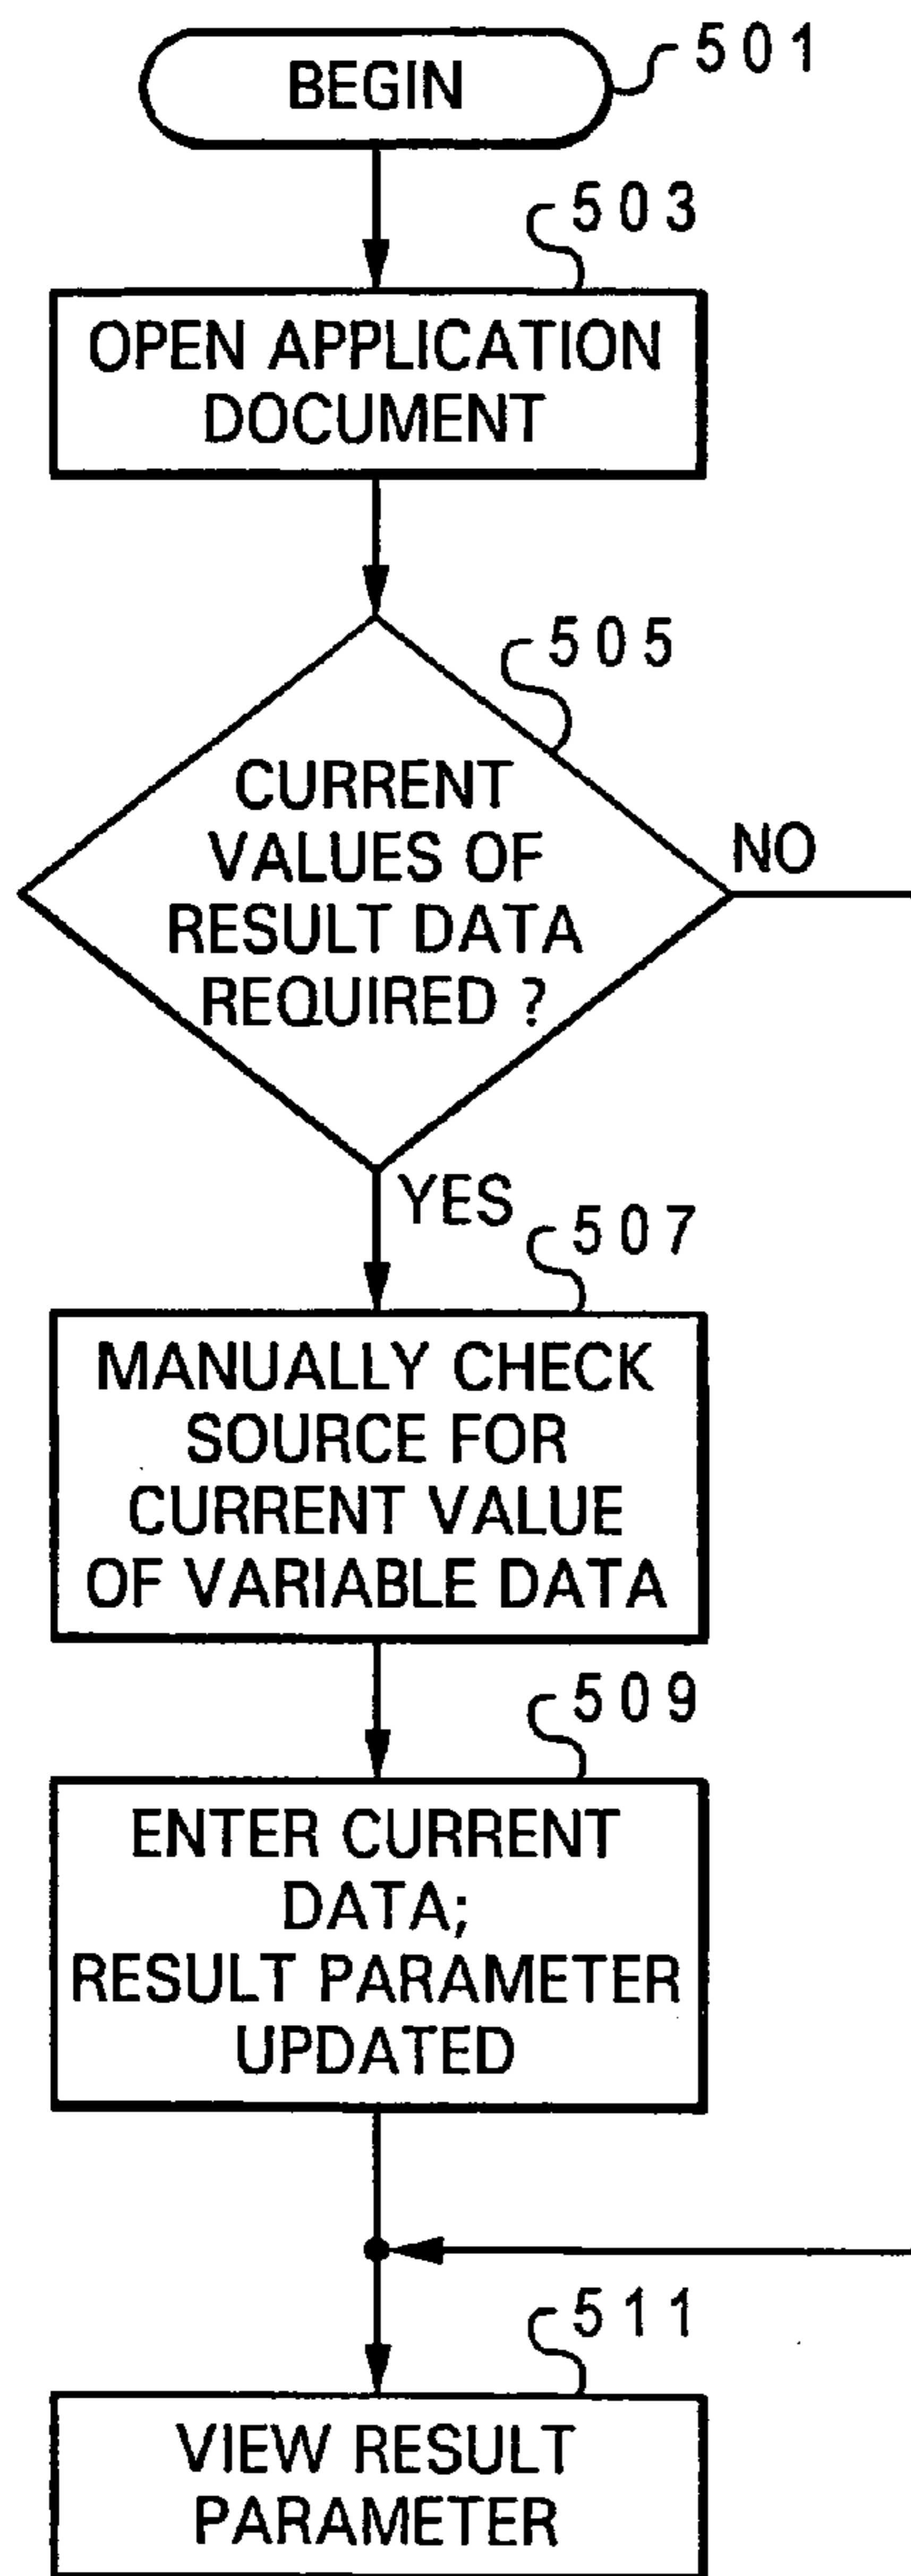 BEGIN
501
503
OPEN APPLICATION
DOCUMENT
505
CURRENT
VALUES OF
RESULT DATA
REQUIRED ?
NO
YES
507
MANUALLY CHECK
SOURCE FOR
CURRENT VALUE
OF VARIABLE DATA
509
ENTER CURRENT
DATA;
RESULT PARAMETER
UPDATED
511
VIEW RESULT
PARAMETER